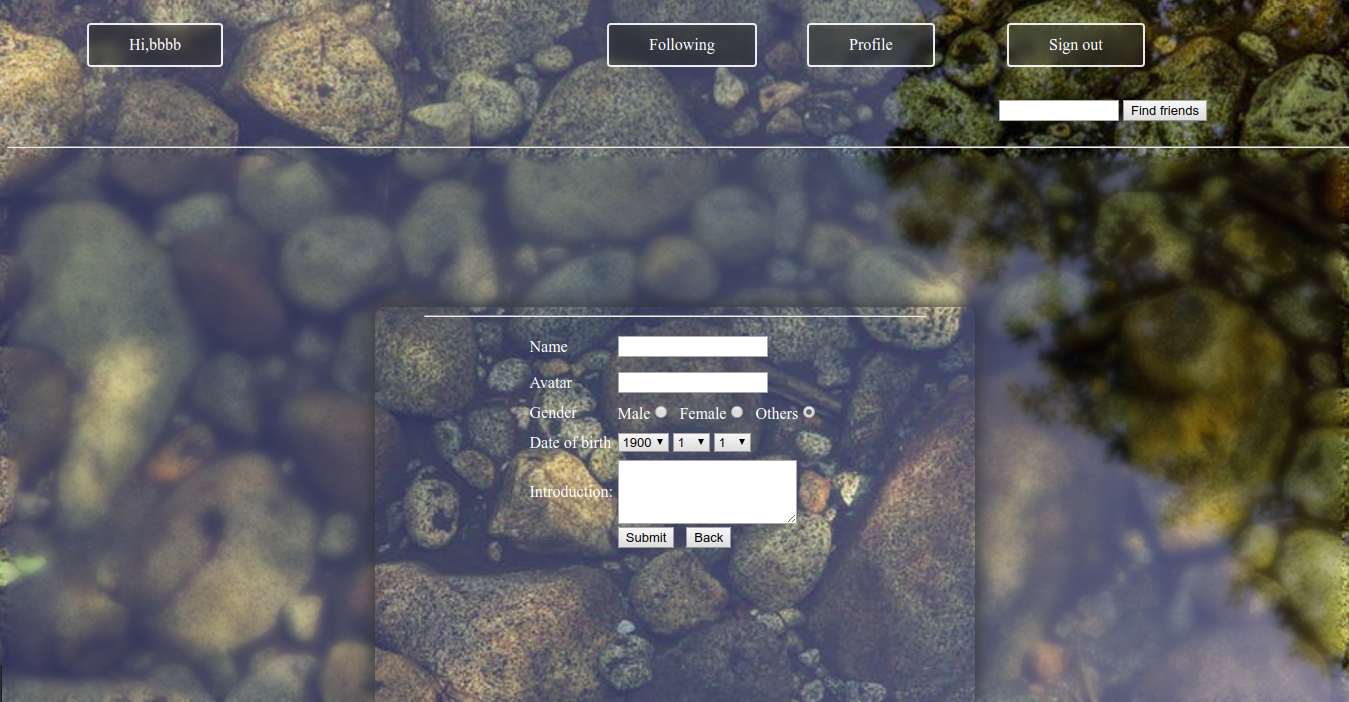 Hi,bbbb Following Profile Sign out
Find friends
Name
Avatar
Gender Male Female Others
Date of birth 1900 1 1
Introduction:
Submit Back